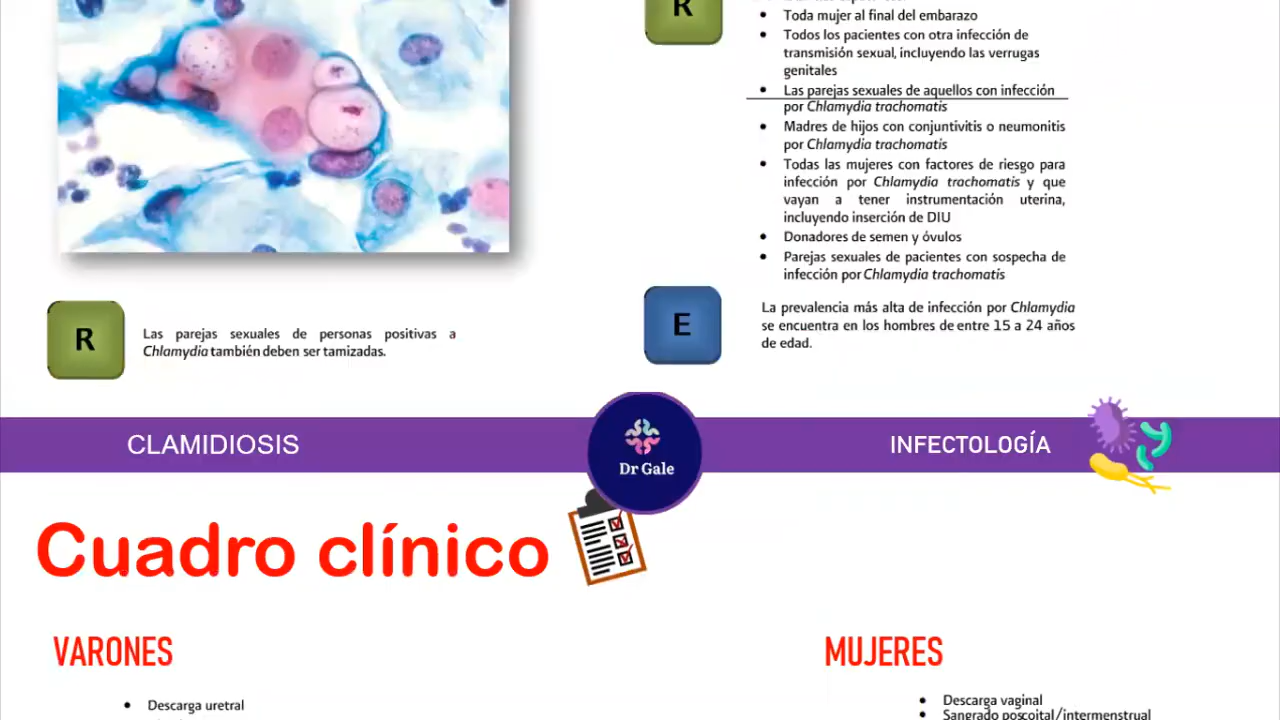 R
Toda mujer al final del embarazo
Todos los pacientes con otra infección de
transmisión sexual, incluyendo las verrugas
genitales
Las parejas sexuales de aquellos con infección
por Chlamydia trachomatis
Madres de hijos con conjuntivitis o neumonitis
por Chlamydia trachomatis
Todas las mujeres con factores de riesgo para
infección por Chlamydia trachomatis y que
vayan a tener instrumentación uterina,
incluyendo inserción de DIU
Donadores de semen y óvulos
Parejas sexuales de pacientes con sospecha de
infección por Chlamydia trachomatis
R
Las parejas sexuales de personas positivas a
Chlamydia también deben ser tamizadas.
E
La prevalencia más alta de infección por Chlamydia
se encuentra en los hombres de entre 15 a 24 años
de edad.
CLAMIDIOSIS
Dr Gale
INFECTOLOGÍA
Cuadro clínico
VARONES
Descarga uretral
MUJERES
Descarga vaginal
Sangrado poscoital/intermenstrual